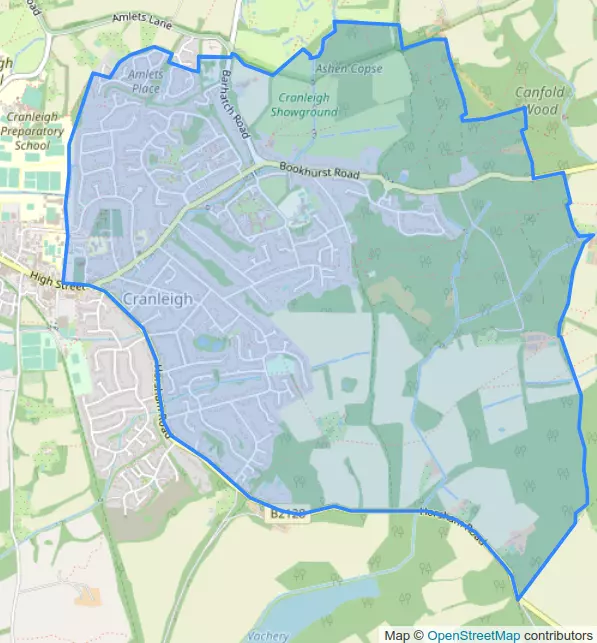 Amlets Lane
gh
l
Road
Amlets
Place
Barhatch Road
Ashen Copse
Cranleigh
Showground
Canfold
Wood
Cranleigh
Preparatory
School
Bookhurst Road
High Street
Cranleigh
Horsham Road
B2128
Horsham Road
Vachery
Map © OpenStreetMap contributors